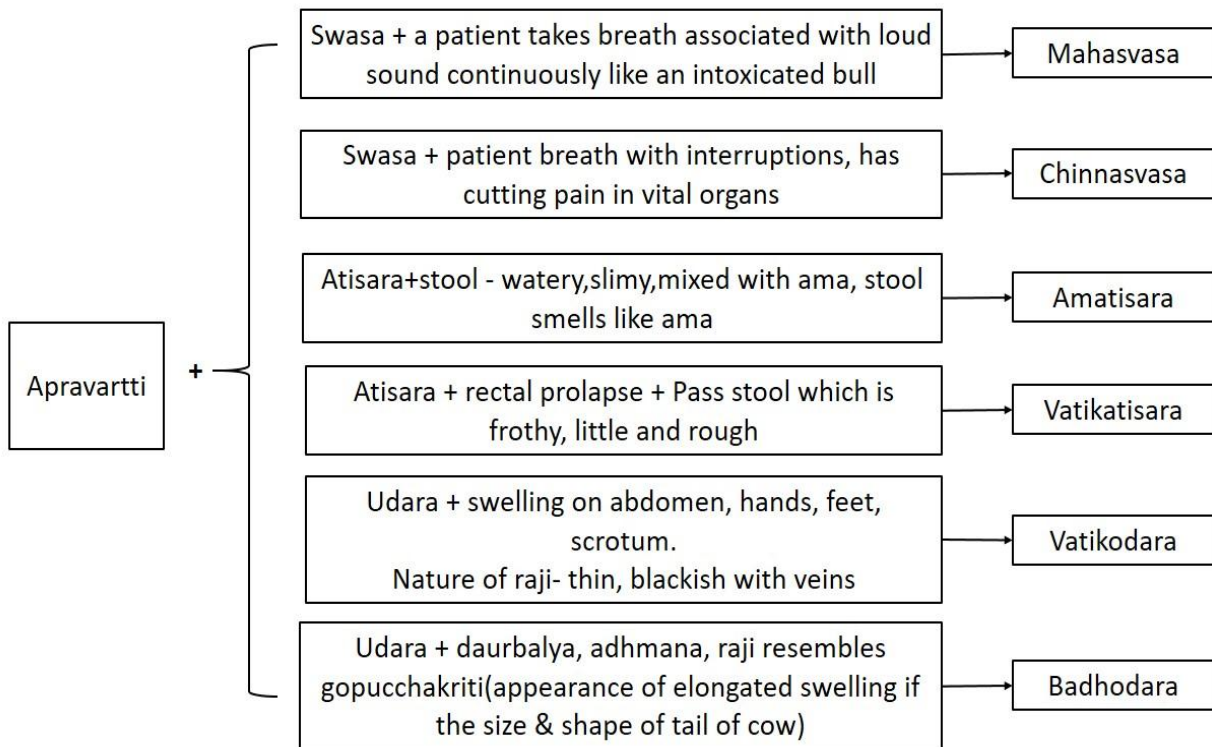 Swasa + a patient takes breath associated with loud
sound continuously like an intoxicated bull
Mahasvasa
Swasa + patient breath with interruptions, has
cutting pain in vital organs
Chinnasvasa
Atisara+stool - watery,slimy,mixed with ama, stool
smells like ama
Amatisara
Apravartti
+
Atisara + rectal prolapse + Pass stool which is
frothy, little and rough
Vatikatisara
Udara + swelling on abdomen, hands, feet,
scrotum.
Nature of raji- thin, blackish with veins
Vatikodara
Udara + daurbalya, adhmana, raji resembles
gopucchakriti(appearance of elongated swelling if
the size & shape of tail of cow)
Badhodara